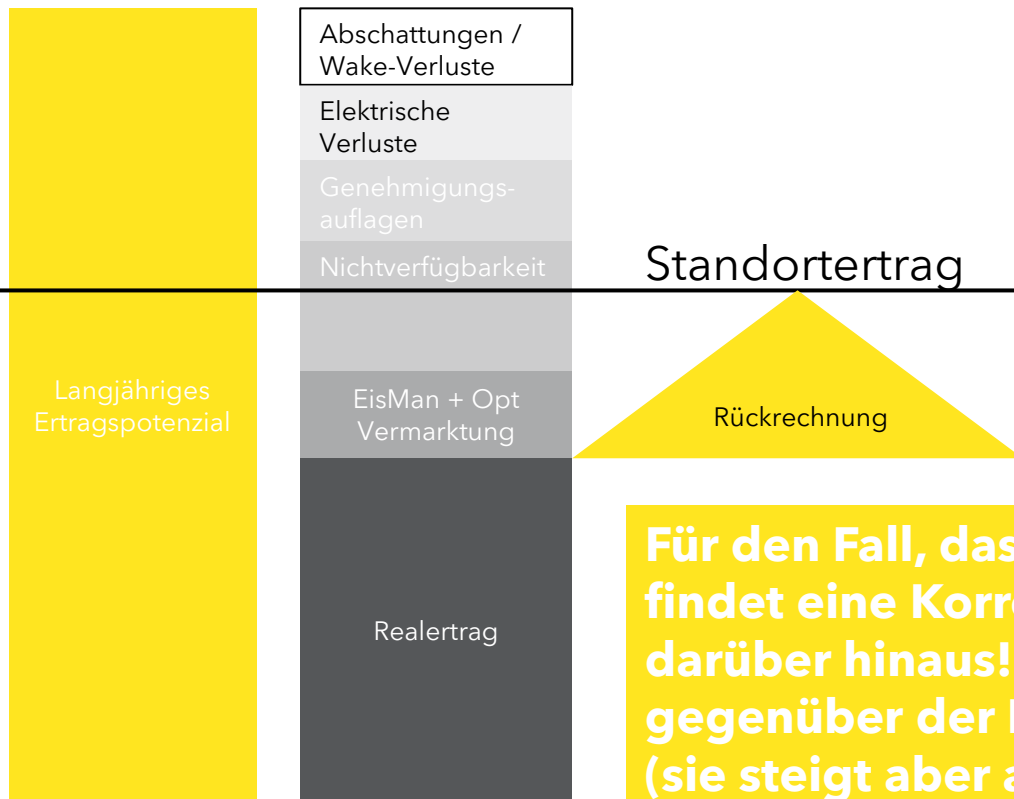 Abschattungen /
Wake-Verluste
Elektrische
Verluste
Genehmigungs-
auflagen
Nichtverfügbarkeit
Standortertrag
Langjähriges
Ertragspotenzial
EisMan + Opt
Vermarktung
Rückrechnung
Realertrag
Für den Fall, das
findet eine Korr
darüber hinaus!
gegenüber der
(sie steigt aber a